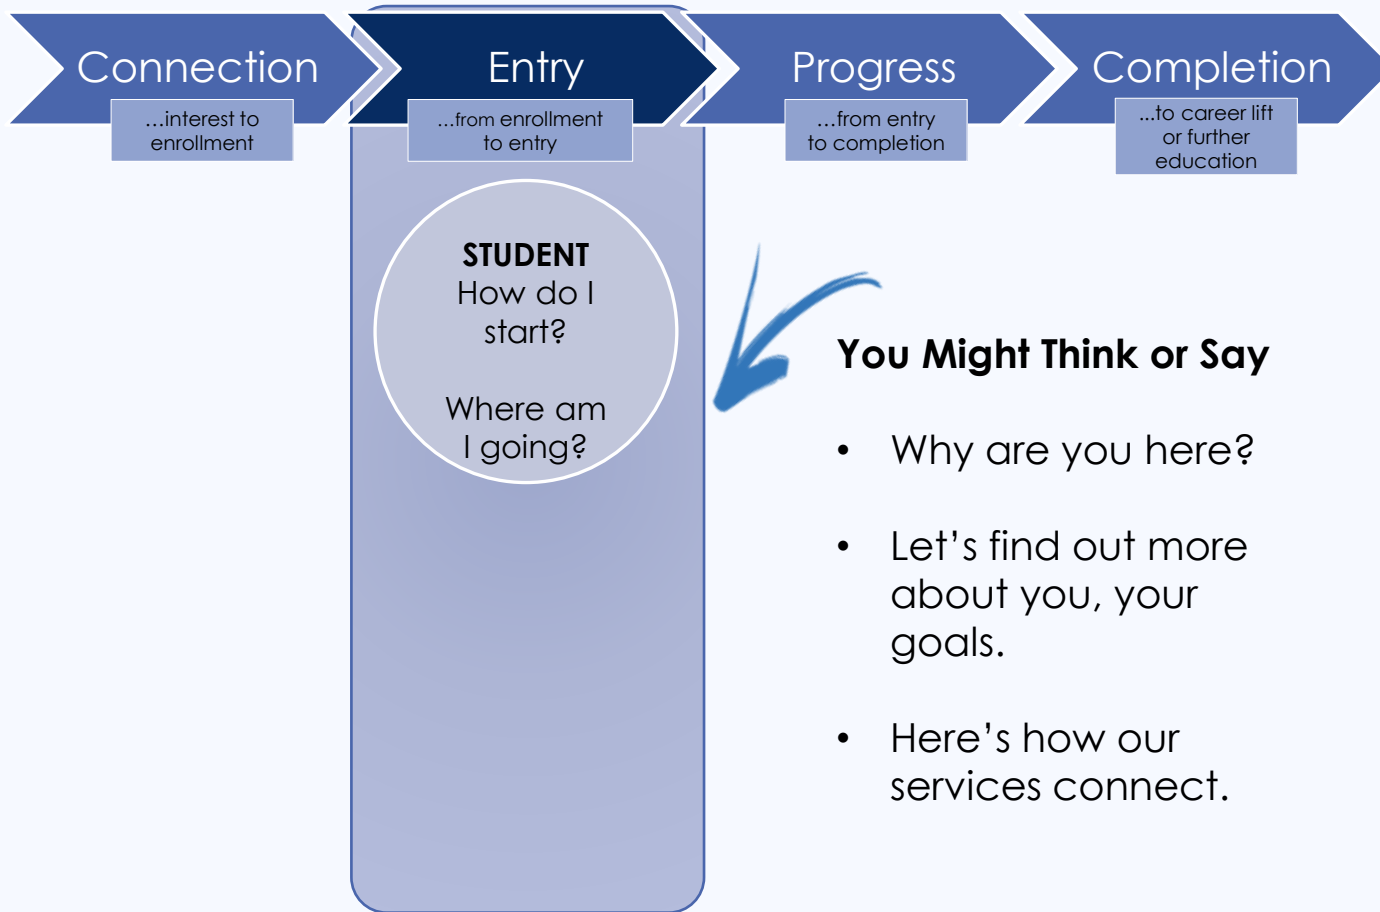 Connection
...interest to
enrollment
Entry
...from enrollment
to entry
Progress
...from entry
to completion
Completion
...to career lift
or further
education
STUDENT
How do I
start?
Where am
I going?
You Might Think or Say
• Why are you here?
• Let’s find out more
about you, your
goals.
• Here’s how our
services connect.